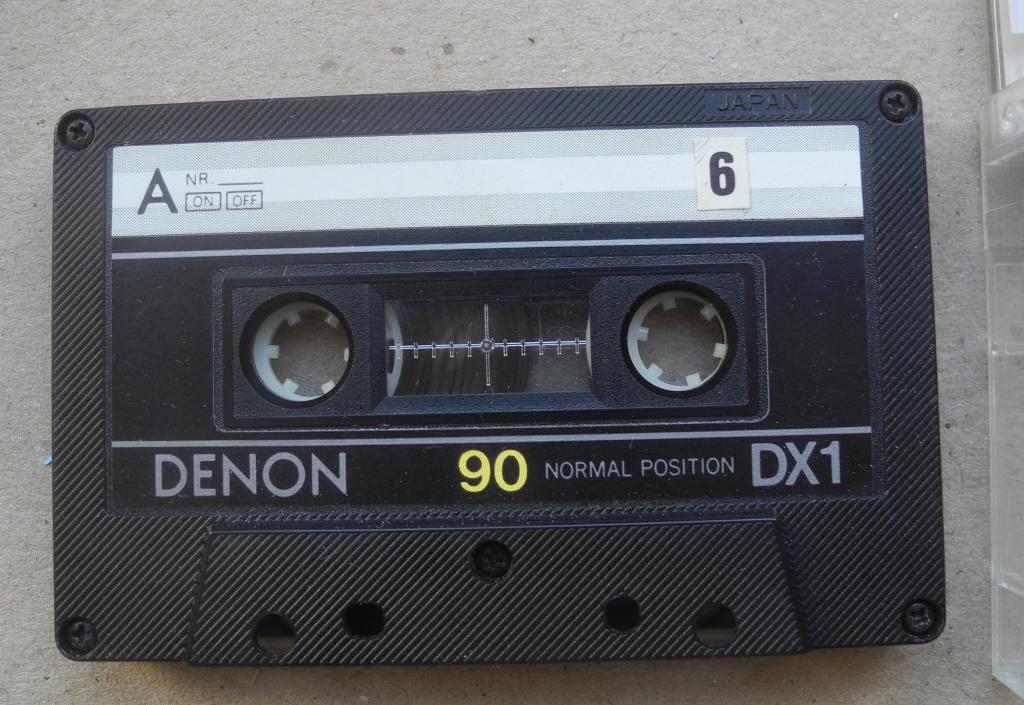 JAPAN
A NR. 6
ON OFF
DENON 90 NORMAL POSITION DX1